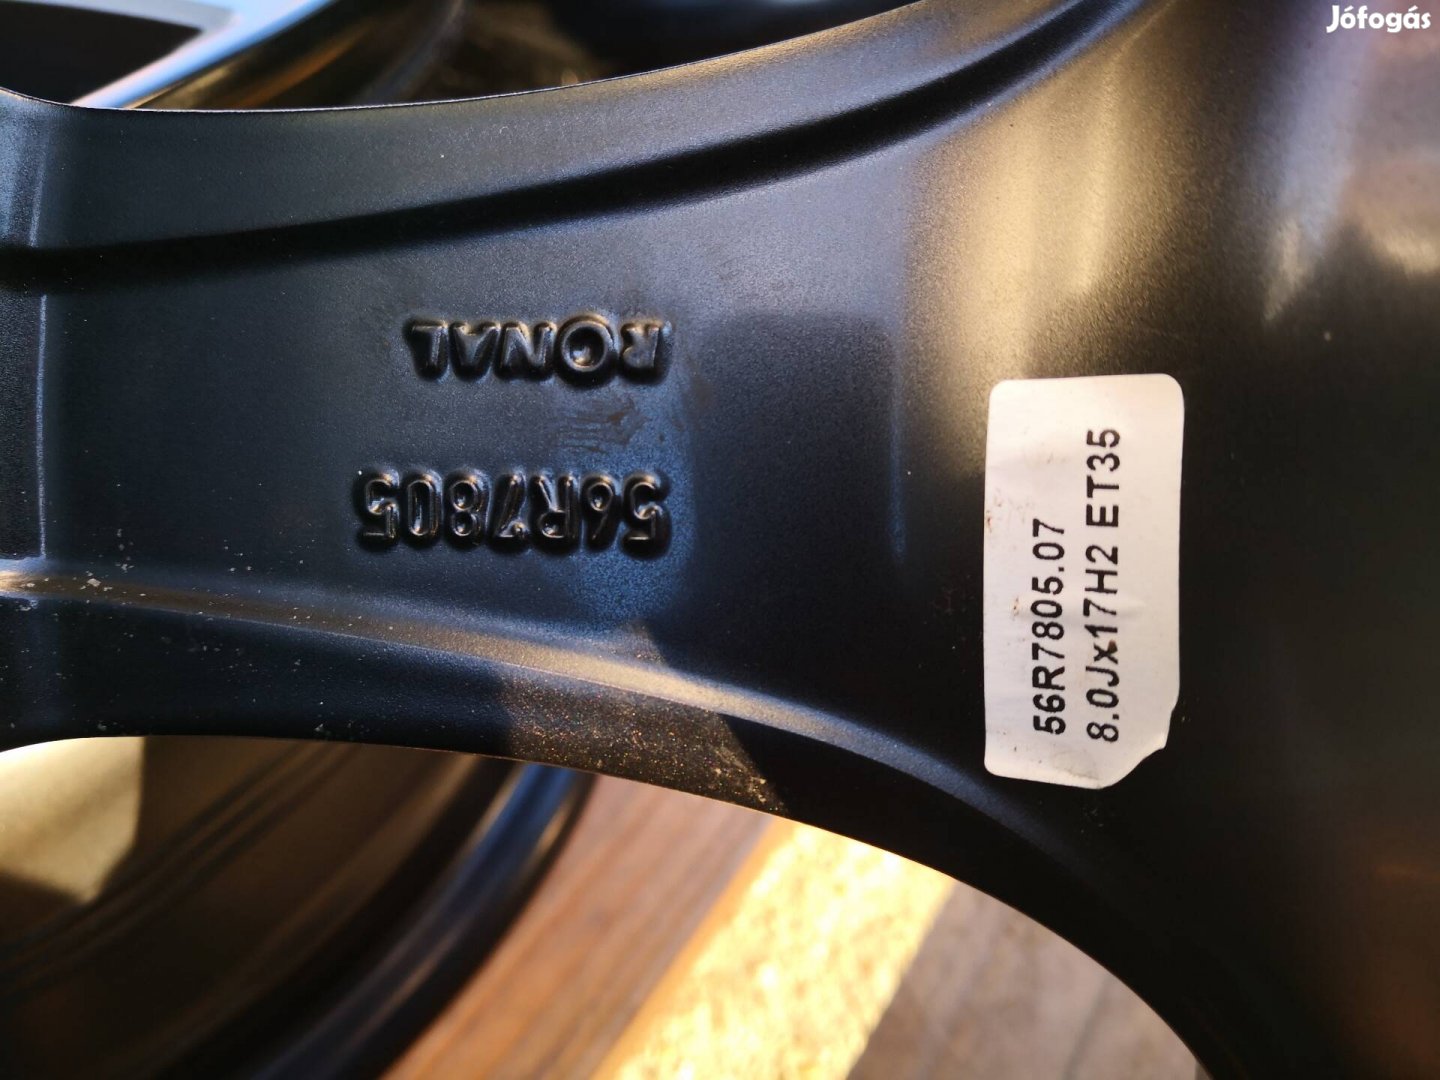 Jófogás
RONAL
56R7805
56R7805.07
8.0Jx17H2 ET35